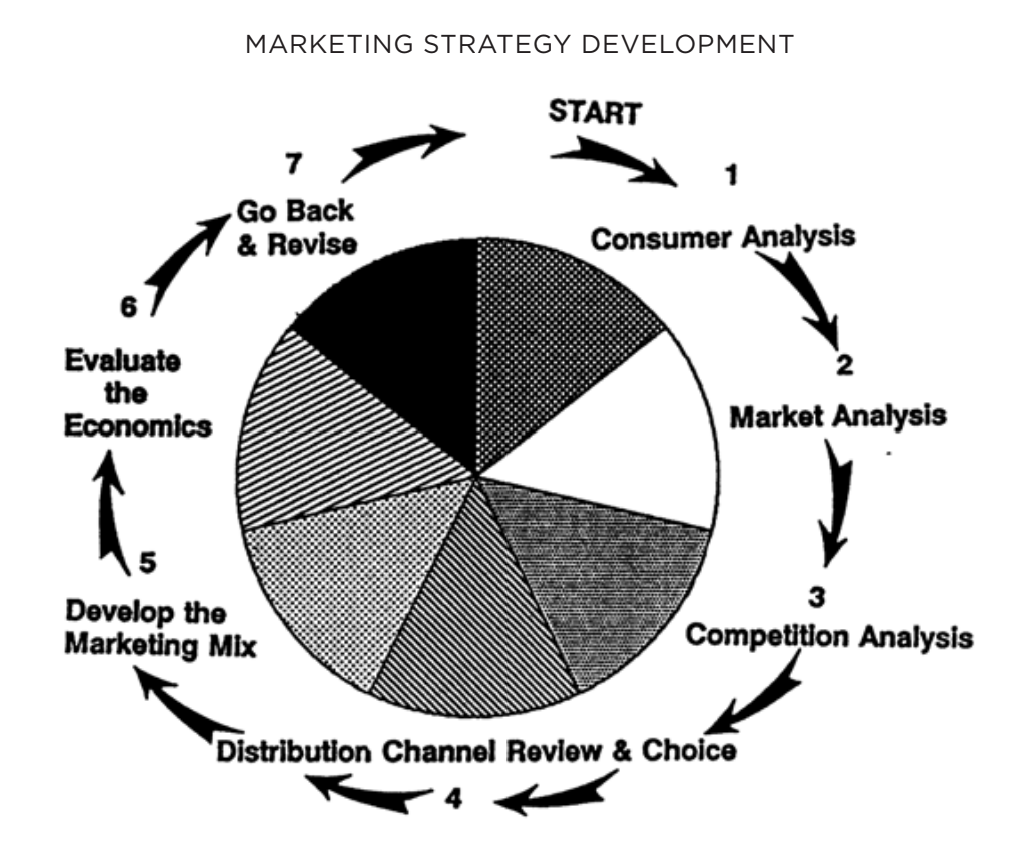 MARKETING STRATEGY DEVELOPMENT
START
1
Consumer Analysis
2
Market Analysis
3
Competition Analysis
Distribution Channel Review & Choice
4
5
Develop the
Marketing Mix
6
Evaluate
the
Economics
7
Go Back
& Revise